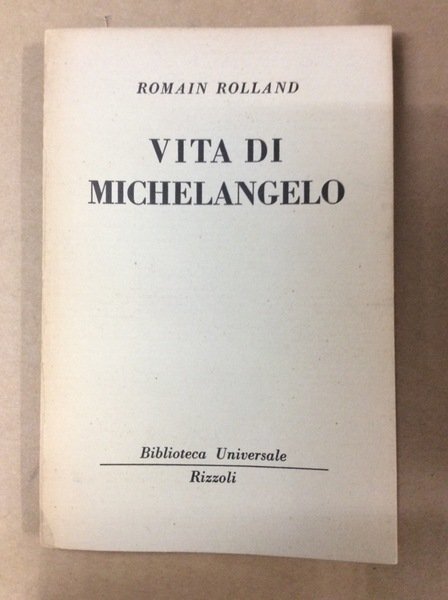 ROMAIN ROLLAND
VITA DI
MICHELANGELO
Biblioteca Universale
Rizzoli